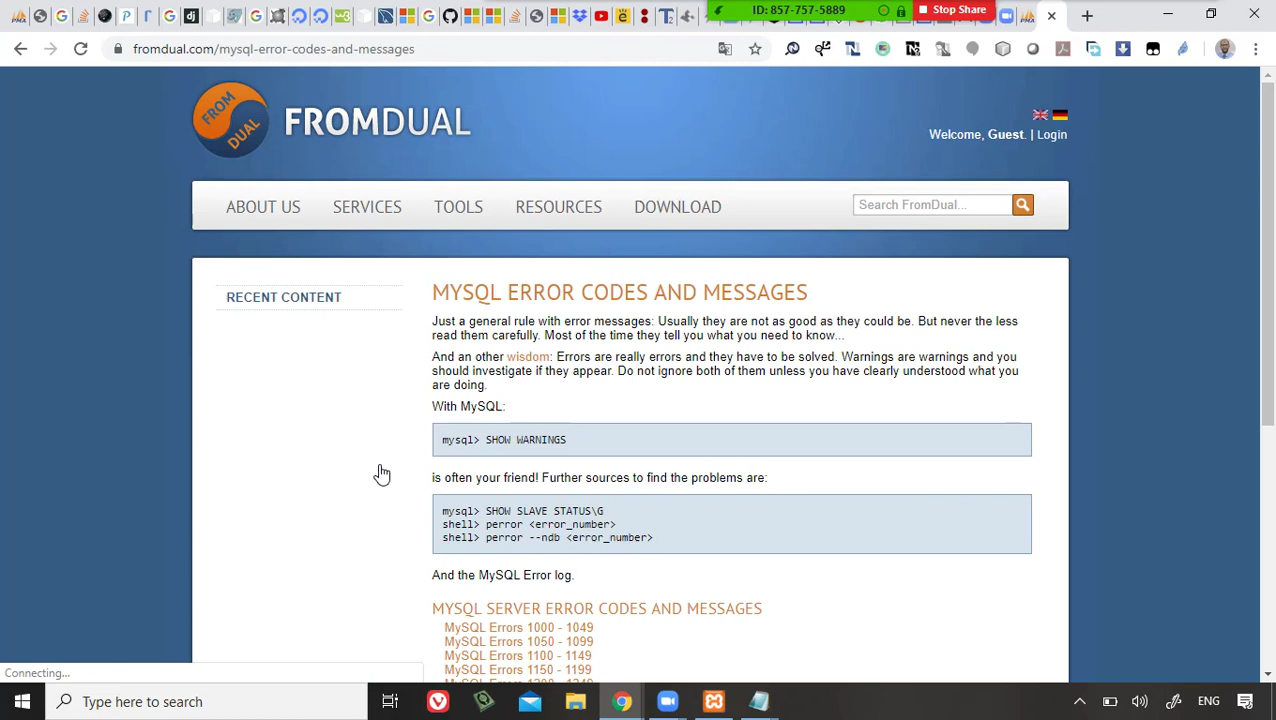 ID: 857-757-5889
Stop Share
fromdual.com/mysql-error-codes-and-messages
FROM
DUAL
FROMDUAL
Welcome, Guest. | Login
ABOUT US
SERVICES
TOOLS
RESOURCES
DOWNLOAD
Search FromDual...
RECENT CONTENT
MYSQL ERROR CODES AND MESSAGES
Just a general rule with error messages: Usually they are not as good as they could be. But never the less
read them carefully. Most of the time they tell you what you need to know...
And an other wisdom: Errors are really errors and they have to be solved. Warnings are warnings and you
should investigate if they appear. Do not ignore both of them unless you have clearly understood what you
are doing.
With MySQL:
mysql> SHOW WARNINGS
is often your friend! Further sources to find the problems are:
mysql> SHOW SLAVE STATUS\G
shell> perror <error_number>
shell> perror --ndb <error_number>
And the MySQL Error log.
MYSQL SERVER ERROR CODES AND MESSAGES
MySQL Errors 1000 - 1049
MySQL Errors 1050 - 1099
MySQL Errors 1100 - 1149
MySQL Errors 1150 - 1199
Connecting...
Type here to search
ENG